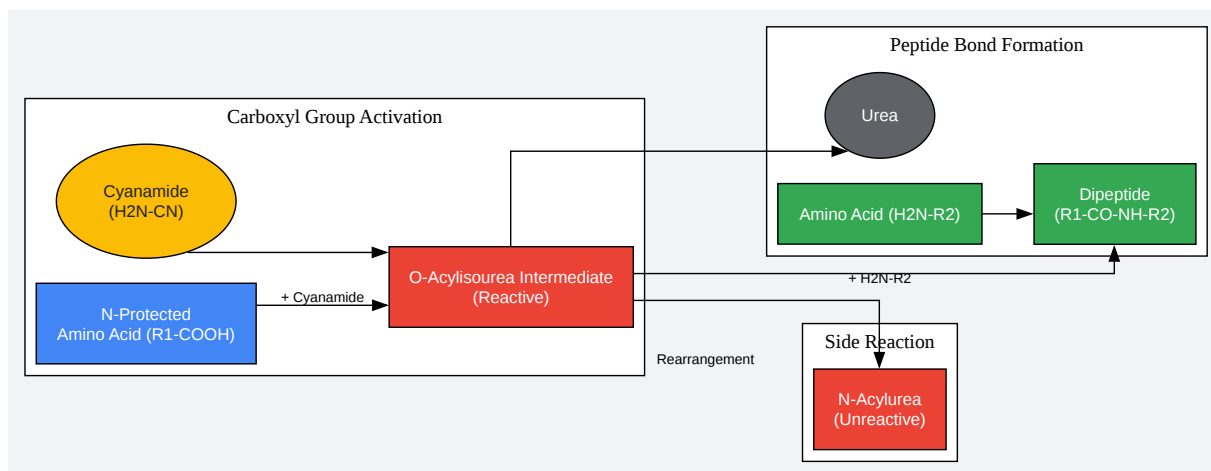 Peptide Bond Formation
Carboxyl Group Activation
Urea
Cyanamide
(H2N-CN)
Amino Acid (H2N-R2)
Dipeptide
(R1-CO-NH-R2)
O-Acylisourea Intermediate
(Reactive)
+ H2N-R2
+ Cyanamide
N-Protected
Amino Acid (R1-COOH)
Side Reaction
Rearrangement
N-Acylurea
(Unreactive)